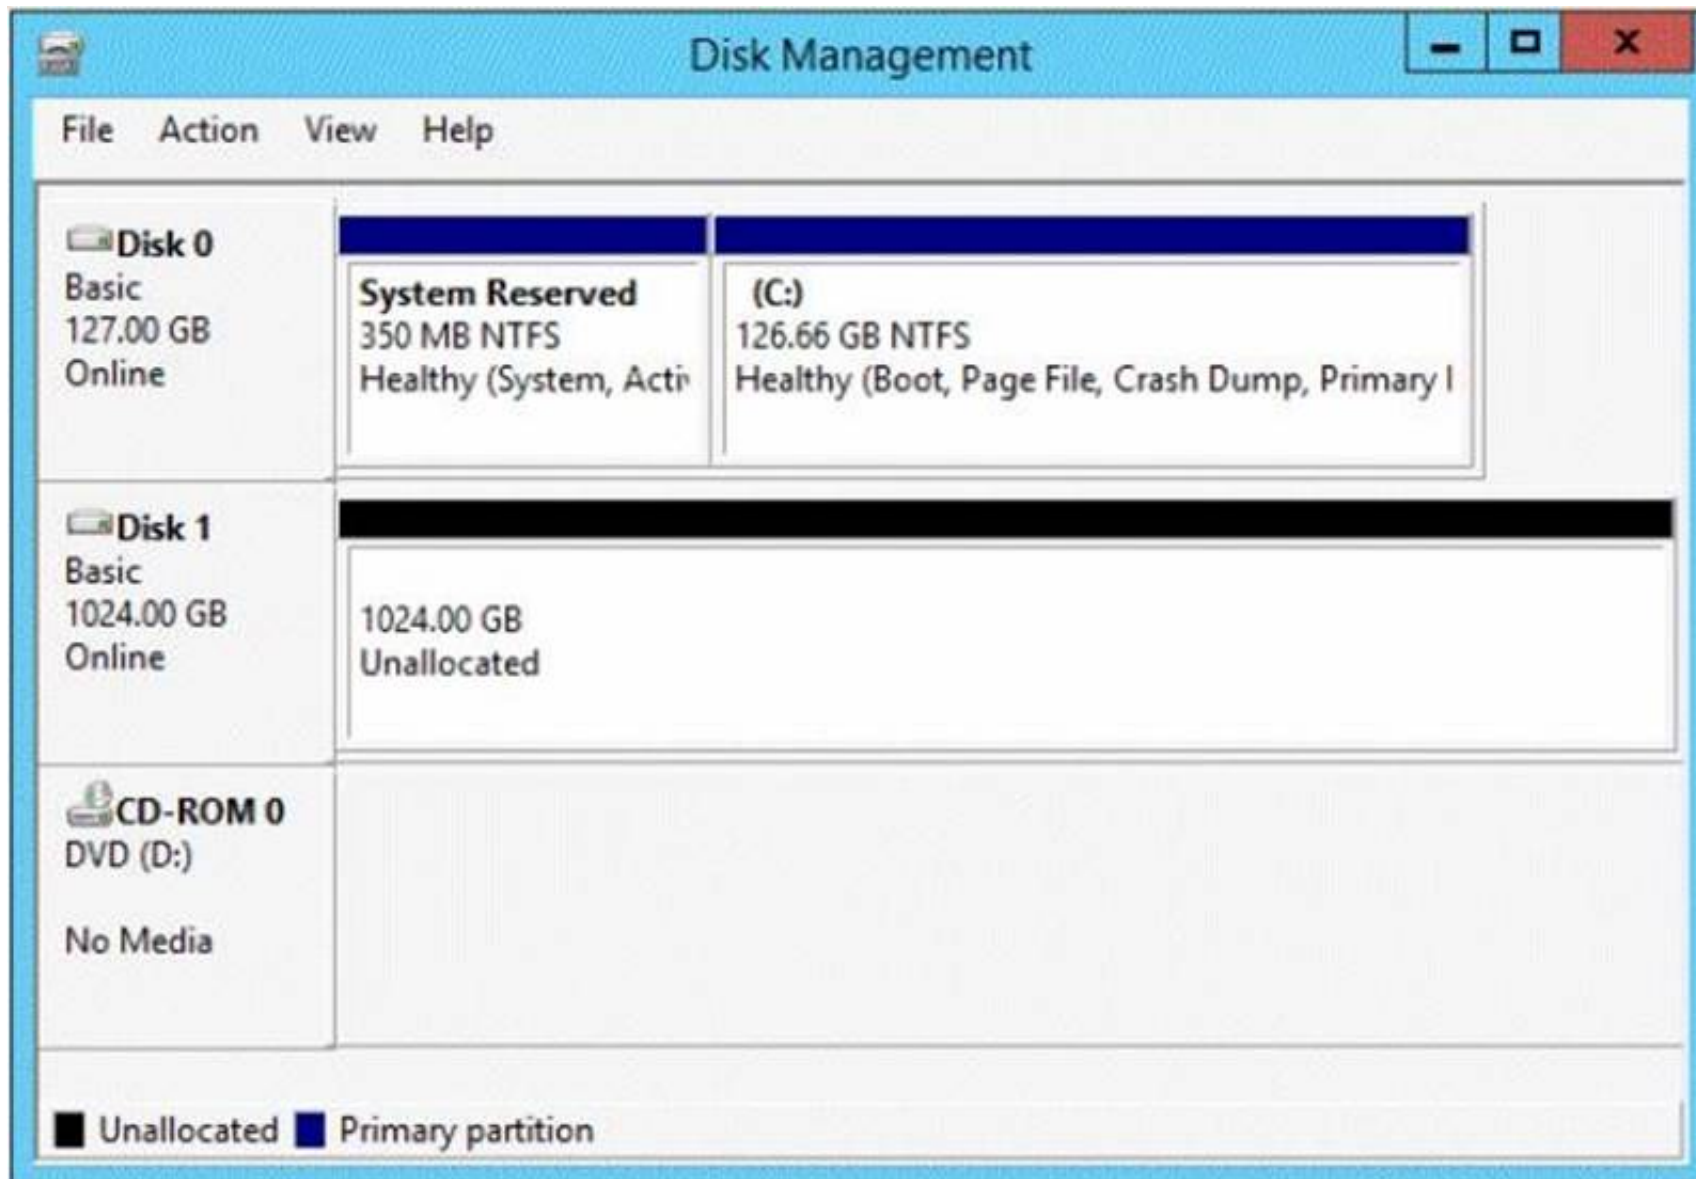 Disk Management
File Action View Help
Disk 0
Basic
127.00 GB
Online
System Reserved
350 MB NTFS
Healthy (System, Activ
(C:)
126.66 GB NTFS
Healthy (Boot, Page File, Crash Dump, Primary
Disk 1
Basic
1024.00 GB
Online
1024.00 GB
Unallocated
CD-ROM 0
DVD (D:)
No Media
Unallocated Primary partition